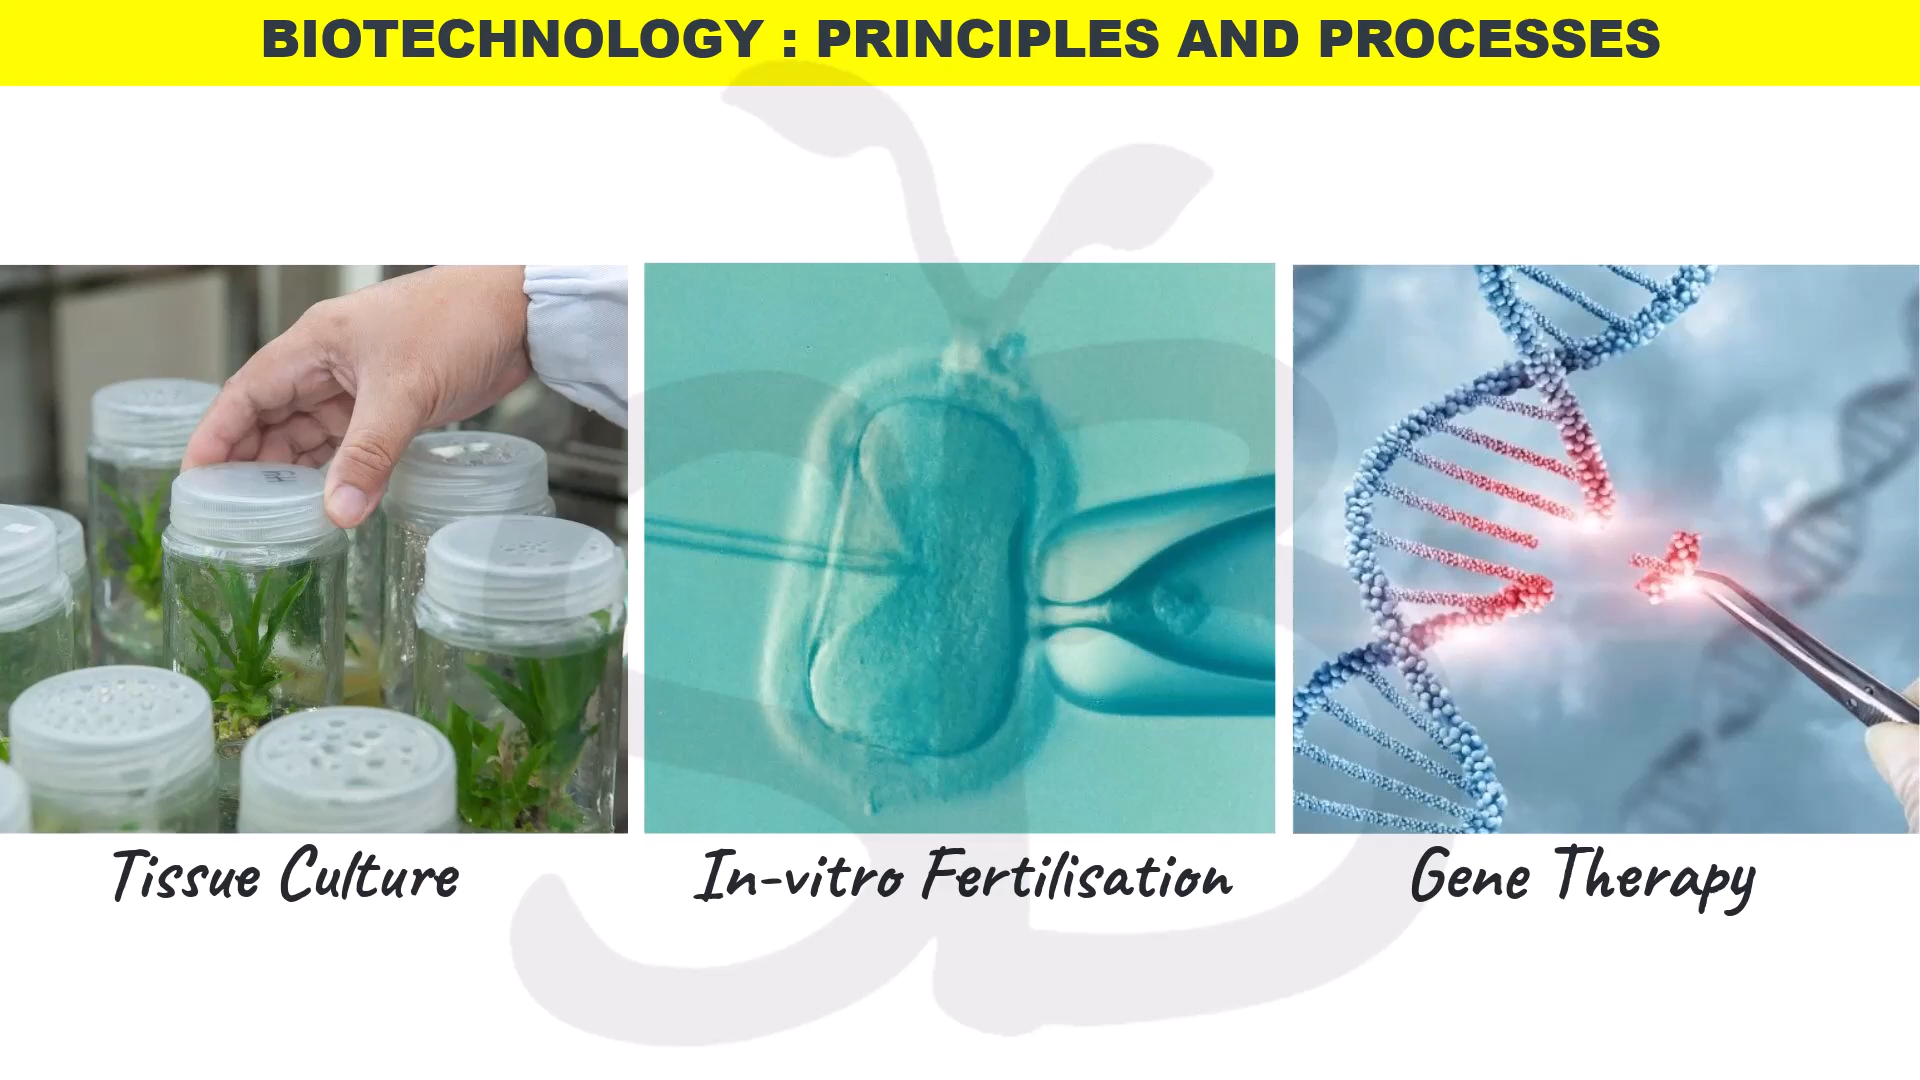 BIOTECHNOLOGY : PRINCIPLES AND PROCESSES
Tissue Culture
In-vitro Fertilisation
Gene Therapy